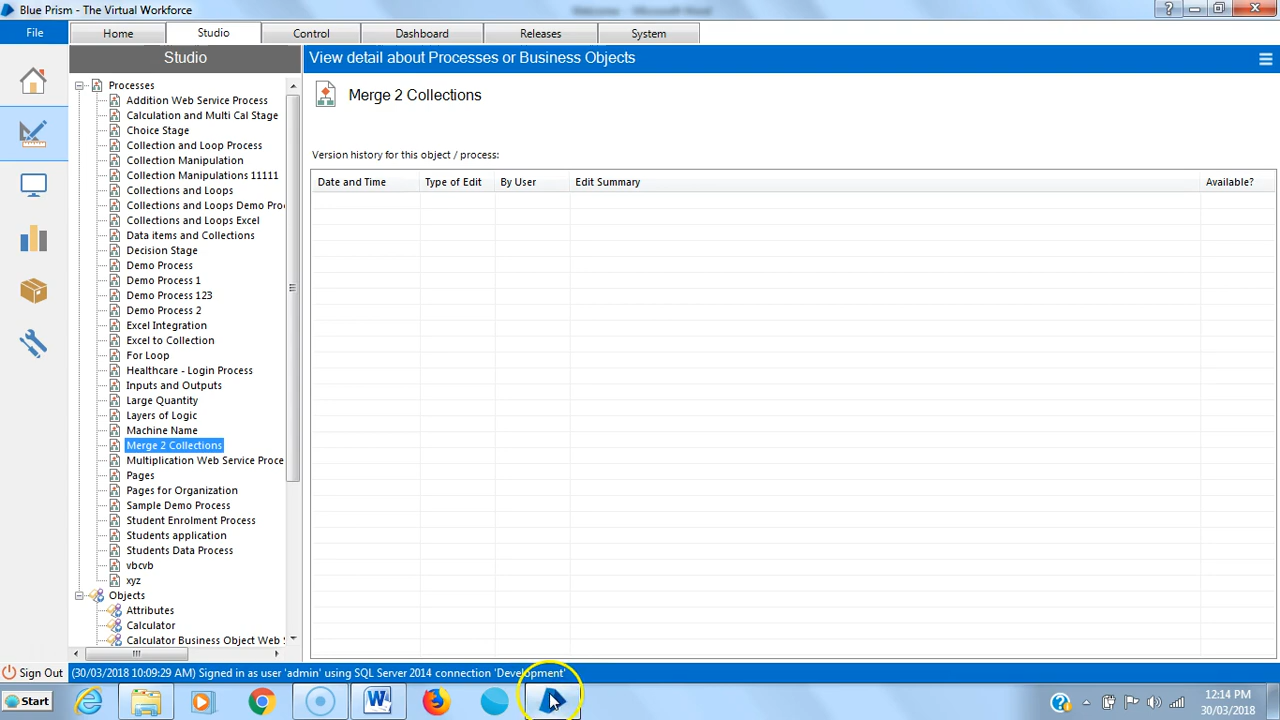 Blue Prism - The Virtual Workforce
File
Home
Studio
Control
Dashboard
Releases
System
Studio
View detail about Processes or Business Objects
Processes
Addition Web Service Process
Calculation and Multi Cal Stage
Choice Stage
Collection and Loop Process
Collection Manipulation
Collection Manipulations 11111
Collections and Loops
Collections and Loops Demo Pro
Collections and Loops Excel
Data items and Collections
Decision Stage
Demo Process
Demo Process 1
Demo Process 123
Demo Process 2
Excel Integration
Excel to Collection
For Loop
Healthcare - Login Process
Inputs and Outputs
Large Quantity
Layers of Logic
Machine Name
Merge 2 Collections
Multiplication Web Service Proce
Pages
Pages for Organization
Sample Demo Process
Student Enrolment Process
Students application
Students Data Process
vbcvb
xyz
Objects
Attributes
Calculator
Calculator Business Object Web
Merge 2 Collections
Version history for this object / process:
Date and Time
Type of Edit
By User
Edit Summary
Available?
Sign Out
(30/03/2018 10:09:29 AM) Signed in as user 'admin' using SQL Server 2014 connection 'Development'
Start
12:14 PM
30/03/2018